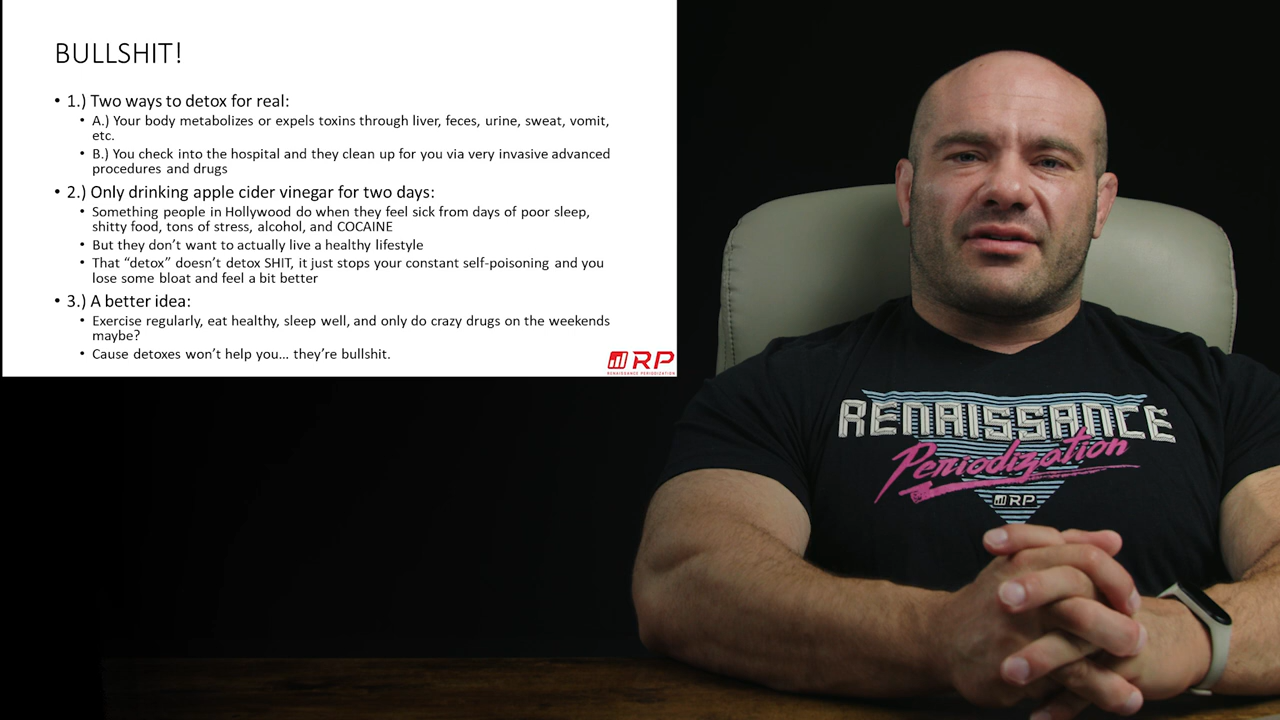 BULLSHIT!
• 1.) Two ways to detox for real:
• A.) Your body metabolizes or expels toxins through liver, feces, urine, sweat, vomit,
etc.
• B.) You check into the hospital and they clean up for you via very invasive advanced
procedures and drugs
• 2.) Only drinking apple cider vinegar for two days:
• Something people in Hollywood do when they feel sick from days of poor sleep,
shitty food, tons of stress, alcohol, and COCAINE
• But they don’t want to actually live a healthy lifestyle
• That “detox” doesn’t detox SHIT, it just stops your constant self-poisoning and you
lose some bloat and feel a bit better
• 3.) A better idea:
• Exercise regularly, eat healthy, sleep well, and only do crazy drugs on the weekends
maybe?
• Cause detoxes won’t help you… they’re bullshit.
RP
RENAISSANCE PERIODIZATION
RENAISSANCE
Periodization
RP